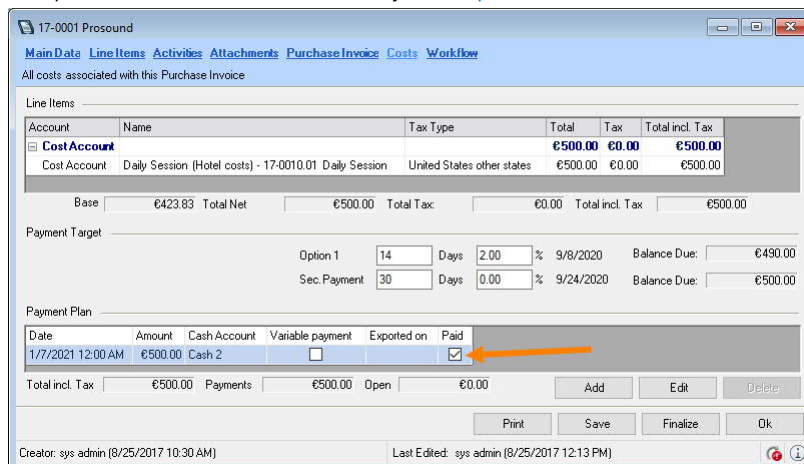 17-0001 Prosound
Main Data Line Items Activities Attachments Purchase Invoice Costs Workflow
All costs associated with this Purchase Invoice
Line Items
Account Name Tax Type Total Tax Total incl. Tax
Cost Account €500.00 €0.00 €500.00
Cost Account Daily Session (Hotel costs) - 17-0010.01 Daily Session United States other states €500.00 €0.00 €500.00
Base €423.83 Total Net €500.00 Total Tax: €0.00 Total incl. Tax €500.00
Payment Target
Option 1 14 Days 2.00 % 9/8/2020 Balance Due: €490.00
Sec. Payment 30 Days 0.00 % 9/24/2020 Balance Due: €500.00
Payment Plan
Date Amount Cash Account Variable payment Exported on Paid
1/7/2021 12:00 AM €500.00 Cash 2
Total incl. Tax €500.00 Payments €500.00 Open €0.00 Add Edit Delete
Print Save Finalize Ok
Creator: sys admin (8/25/2017 10:30 AM) Last Edited: sys admin (8/25/2017 12:13 PM)